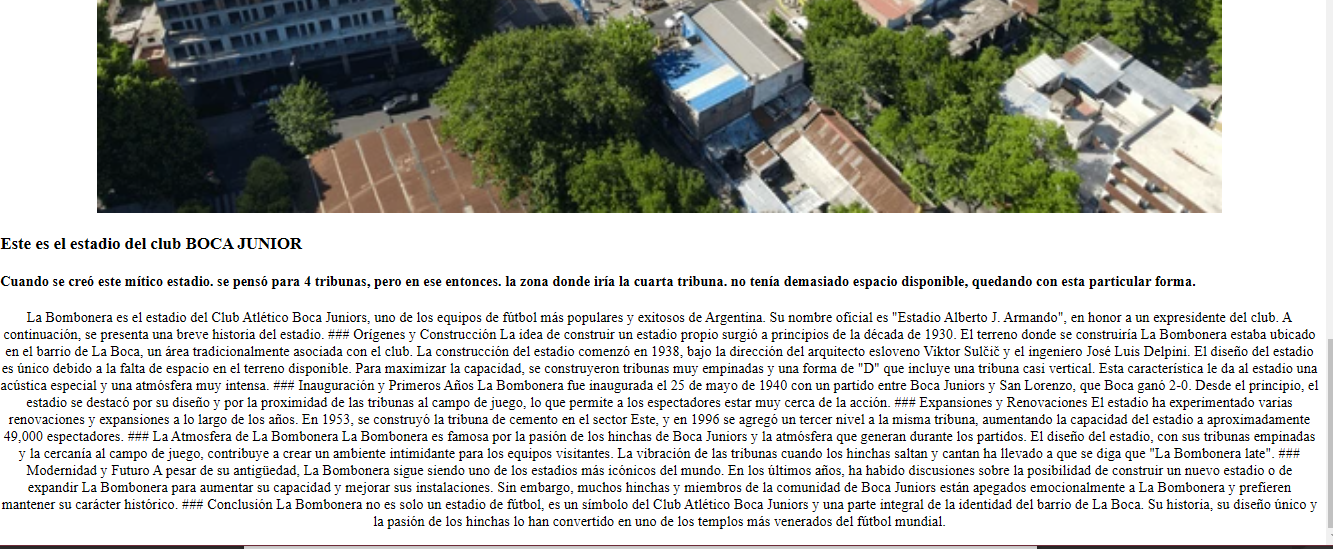 Este es el estadio del club BOCA JUNIOR
Cuando se creó este mítico estadio. se pensó para 4 tribunas, pero en ese entonces. la zona donde iría la cuarta tribuna. no tenía demasiado espacio disponible, quedando con esta particular forma.
La Bombonera es el estadio del Club Atlético Boca Juniors, uno de los equipos de fútbol más populares y exitosos de Argentina. Su nombre oficial es "Estadio Alberto J. Armando", en honor a un expresidente del club. A
continuación, se presenta una breve historia del estadio. ### Orígenes y Construcción La idea de construir un estadio propio surgió a principios de la década de 1930. El terreno donde se construiría La Bombonera estaba ubicado
en el barrio de La Boca, un área tradicionalmente asociada con el club. La construcción del estadio comenzó en 1938, bajo la dirección del arquitecto esloveno Viktor Sulčič y el ingeniero José Luis Delpini. El diseño del estadio
es único debido a la falta de espacio en el terreno disponible. Para maximizar la capacidad, se construyeron tribunas muy empinadas y una forma de "D" que incluye una tribuna casi vertical. Esta característica le da al estadio una
acústica especial y una atmósfera muy intensa. ### Inauguración y Primeros Años La Bombonera fue inaugurada el 25 de mayo de 1940 con un partido entre Boca Juniors y San Lorenzo, que Boca ganó 2-0. Desde el principio, el
estadio se destacó por su diseño y por la proximidad de las tribunas al campo de juego, lo que permite a los espectadores estar muy cerca de la acción. ### Expansiones y Renovaciones El estadio ha experimentado varias
renovaciones y expansiones a lo largo de los años. En 1953, se construyó la tribuna de cemento en el sector Este, y en 1996 se agregó un tercer nivel a la misma tribuna, aumentando la capacidad del estadio a aproximadamente
49,000 espectadores. ### La Atmosfera de La Bombonera La Bombonera es famosa por la pasión de los hinchas de Boca Juniors y la atmósfera que generan durante los partidos. El diseño del estadio, con sus tribunas empinadas
y la cercanía al campo de juego, contribuye a crear un ambiente intimidante para los equipos visitantes. La vibración de las tribunas cuando los hinchas saltan y cantan ha llevado a que se diga que "La Bombonera late". ###
Modernidad y Futuro A pesar de su antigüedad, La Bombonera sigue siendo uno de los estadios más icónicos del mundo. En los últimos años, ha habido discusiones sobre la posibilidad de construir un nuevo estadio o de
expandir La Bombonera para aumentar su capacidad y mejorar sus instalaciones. Sin embargo, muchos hinchas y miembros de la comunidad de Boca Juniors están apegados emocionalmente a La Bombonera y prefieren
mantener su carácter histórico. ### Conclusión La Bombonera no es solo un estadio de fútbol, es un símbolo del Club Atlético Boca Juniors y una parte integral de la identidad del barrio de La Boca. Su historia, su diseño único y
la pasión de los hinchas lo han convertido en uno de los templos más venerados del fútbol mundial.